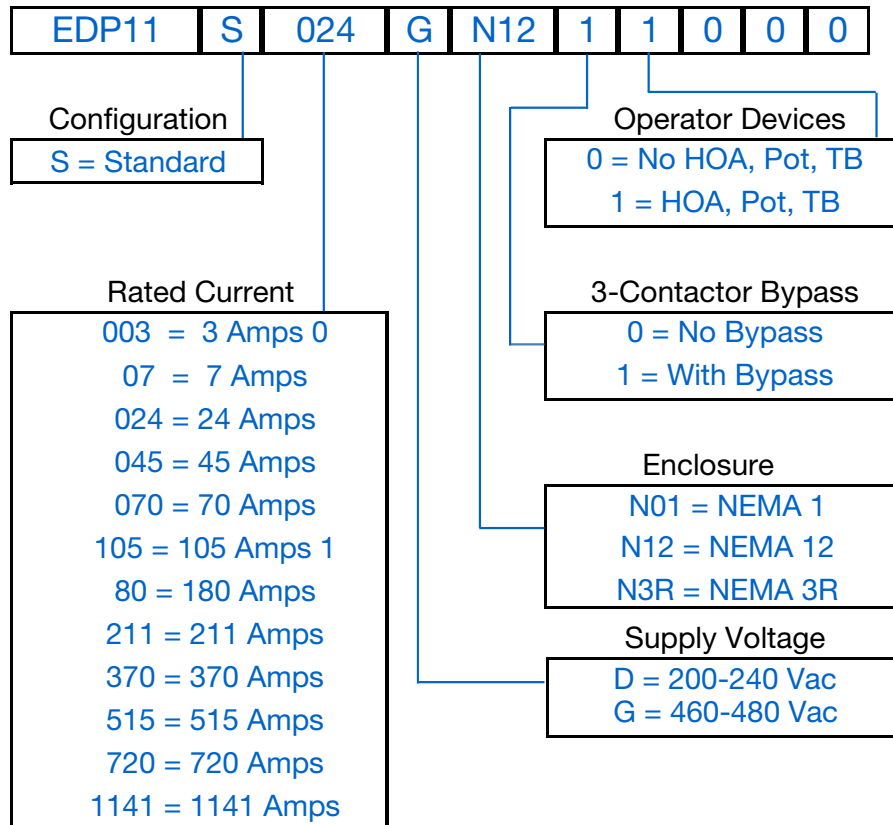 EDP11 S 024 G N12 1 1 0 0 0
Configuration
S = Standard
Operator Devices
0 = No HOA, Pot, TB
1 = HOA, Pot, TB
Rated Current
003 = 3 Amps 0
07 = 7 Amps
024 = 24 Amps
045 = 45 Amps
070 = 70 Amps
105 = 105 Amps 1
80 = 180 Amps
211 = 211 Amps
370 = 370 Amps
515 = 515 Amps
720 = 720 Amps
1141 = 1141 Amps
3-Contactor Bypass
0 = No Bypass
1 = With Bypass
Enclosure
N01 = NEMA 1
N12 = NEMA 12
N3R = NEMA 3R
Supply Voltage
D = 200-240 Vac
G = 460-480 Vac